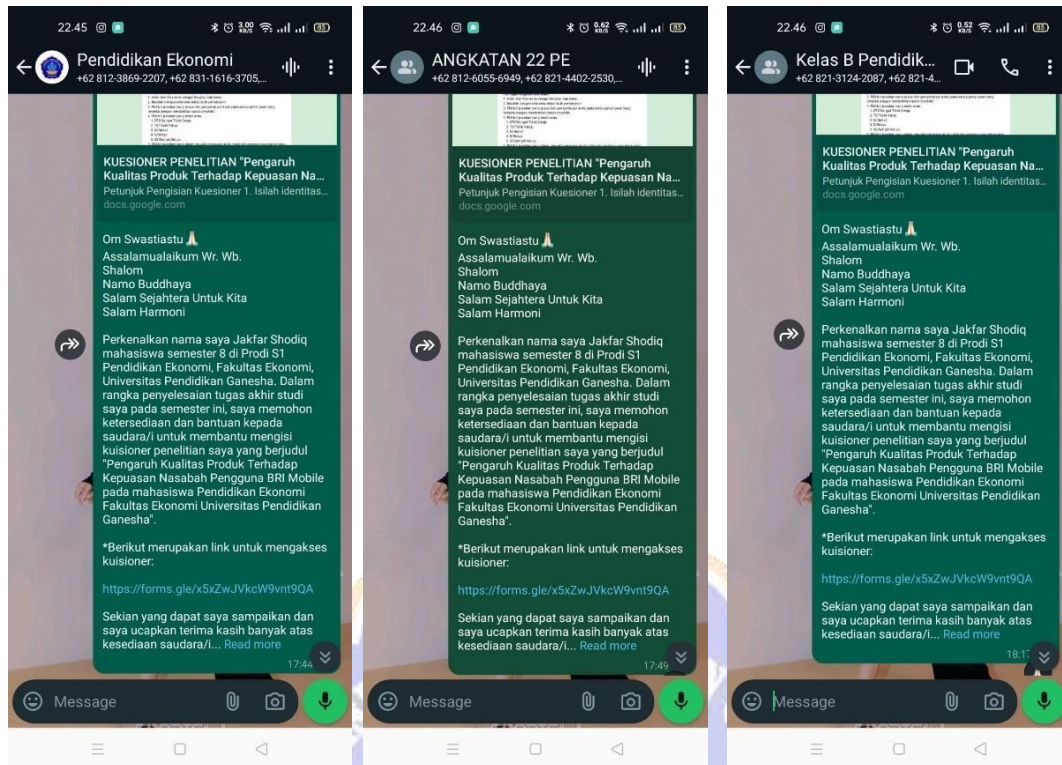 22.45
3.00 KB/S
85
Pendidikan Ekonomi
+62 812-3869-2207, +62 831-1616-3705,...
KUESIONER PENELITIAN "Pengaruh
Kualitas Produk Terhadap Kepuasan Na...
Petunjuk Pengisian Kuesioner 1. Isilah identitas...
docs.google.com
Om Swastiastu 🙏🏻
Assalamualaikum Wr. Wb.
Shalom
Namo Buddhaya
Salam Sejahtera Untuk Kita
Salam Harmoni
Perkenalkan nama saya Jakfar Shodiq
mahasiswa semester 8 di Prodi S1
Pendidikan Ekonomi, Fakultas Ekonomi,
Universitas Pendidikan Ganesha. Dalam
rangka penyelesaian tugas akhir studi
saya pada semester ini, saya memohon
ketersediaan dan bantuan kepada
saudara/i untuk membantu mengisi
kuisioner penelitian saya yang berjudul
"Pengaruh Kualitas Produk Terhadap
Kepuasan Nasabah Pengguna BRI Mobile
pada mahasiswa Pendidikan Ekonomi
Fakultas Ekonomi Universitas Pendidikan
Ganesha".
*Berikut merupakan link untuk mengakses
kuisioner:
https://forms.gle/x5xZwJVkcW9vnt9QA
Sekian yang dapat saya sampaikan dan
saya ucapkan terima kasih banyak atas
kesediaan saudara/i... Read more
17:44
Message
22.46
0.62 KB/S
85
ANGKATAN 22 PE
+62 812-6055-6949, +62 821-4402-2530,...
KUESIONER PENELITIAN "Pengaruh
Kualitas Produk Terhadap Kepuasan Na...
Petunjuk Pengisian Kuesioner 1. Isilah identitas...
docs.google.com
Om Swastiastu 🙏🏻
Assalamualaikum Wr. Wb.
Shalom
Namo Buddhaya
Salam Sejahtera Untuk Kita
Salam Harmoni
Perkenalkan nama saya Jakfar Shodiq
mahasiswa semester 8 di Prodi S1
Pendidikan Ekonomi, Fakultas Ekonomi,
Universitas Pendidikan Ganesha. Dalam
rangka penyelesaian tugas akhir studi
saya pada semester ini, saya memohon
ketersediaan dan bantuan kepada
saudara/i untuk membantu mengisi
kuisioner penelitian saya yang berjudul
"Pengaruh Kualitas Produk Terhadap
Kepuasan Nasabah Pengguna BRI Mobile
pada mahasiswa Pendidikan Ekonomi
Fakultas Ekonomi Universitas Pendidikan
Ganesha".
*Berikut merupakan link untuk mengakses
kuisioner:
https://forms.gle/x5xZwJVkcW9vnt9QA
Sekian yang dapat saya sampaikan dan
saya ucapkan terima kasih banyak atas
kesediaan saudara/i... Read more
17:49
Message
22.46
0.52 KB/S
85
Kelas B Pendidik...
+62 821-3124-2087, +62 821-4...
KUESIONER PENELITIAN "Pengaruh
Kualitas Produk Terhadap Kepuasan Na...
Petunjuk Pengisian Kuesioner 1. Isilah identitas...
docs.google.com
Om Swastiastu 🙏🏻
Assalamualaikum Wr. Wb.
Shalom
Namo Buddhaya
Salam Sejahtera Untuk Kita
Salam Harmoni
Perkenalkan nama saya Jakfar Shodiq
mahasiswa semester 8 di Prodi S1
Pendidikan Ekonomi, Fakultas Ekonomi,
Universitas Pendidikan Ganesha. Dalam
rangka penyelesaian tugas akhir studi
saya pada semester ini, saya memohon
ketersediaan dan bantuan kepada
saudara/i untuk membantu mengisi
kuisioner penelitian saya yang berjudul
"Pengaruh Kualitas Produk Terhadap
Kepuasan Nasabah Pengguna BRI Mobile
pada mahasiswa Pendidikan Ekonomi
Fakultas Ekonomi Universitas Pendidikan
Ganesha".
*Berikut merupakan link untuk mengakses
kuisioner:
https://forms.gle/x5xZwJVkcW9vnt9QA
Sekian yang dapat saya sampaikan dan
saya ucapkan terima kasih banyak atas
kesediaan saudara/i... Read more
Message